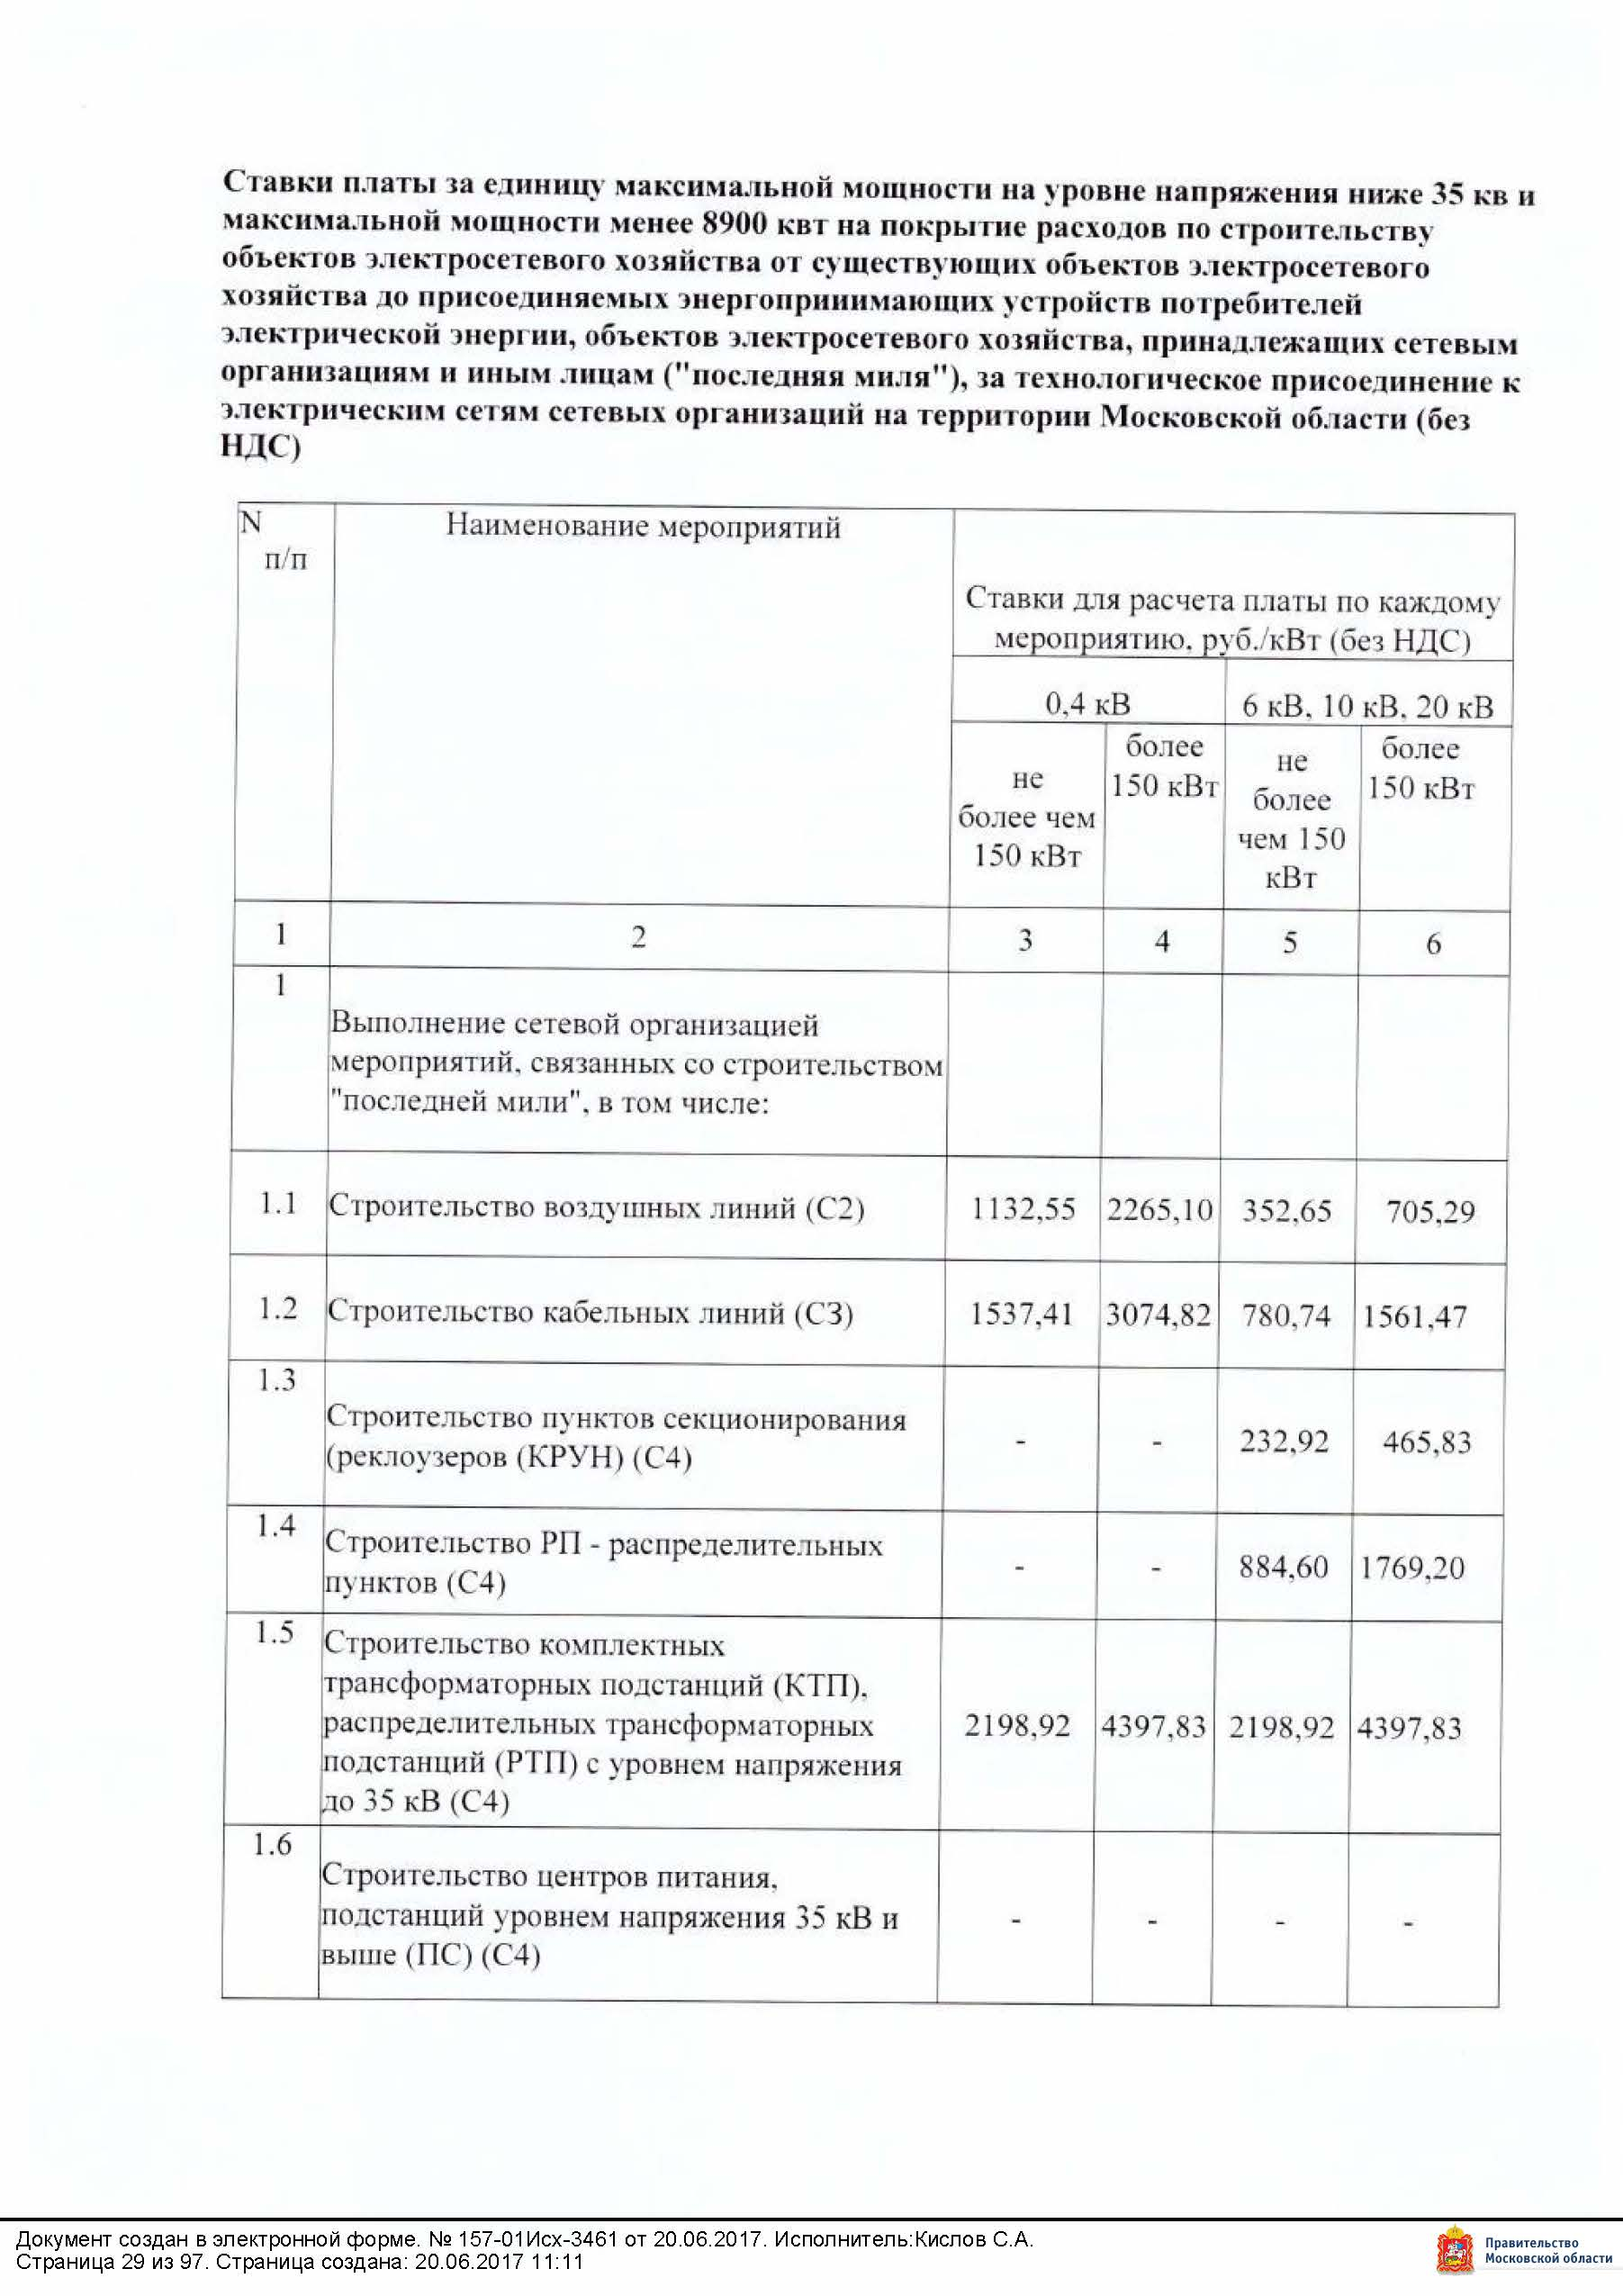 Ставки платы за единицу максимальной мощности на уровне напряжения ниже 35 кв и
максимальной мощности менее 8900 квт на покрытие расходов по строительству
объектов электросетевого хозяйства от существующих объектов электросетевого
хозяйства до присоединяемых энергопринимающих устройств потребителей
электрической энергии, объектов электросетевого хозяйства, принадлежащих сетевым
организациям и иным лицам ("последняя миля"), за технологическое присоединение к
электрическим сетям сетевых организаций на территории Московской области (без
НДС)
N
п/п
Наименование мероприятий
Ставки для расчета платы по каждому
мероприятию, руб./кВт (без НДС)
0,4 кВ
6 кВ, 10 кВ, 20 кВ
не
более чем
150 кВт
более
150 кВт
не
более
чем 150
кВт
более
150 кВт
1 2 3 4 5 6
1
Выполнение сетевой организацией
мероприятий, связанных со строительством
"последней мили", в том числе:
1.1 Строительство воздушных линий (С2) 1132,55 2265,10 352,65 705,29
1.2 Строительство кабельных линий (С3) 1537,41 3074,82 780,74 1561,47
1.3
Строительство пунктов секционирования
(реклоузеров (КРУН) (С4)
- - 232,92 465,83
1.4
Строительство РП - распределительных
пунктов (С4)
- - 884,60 1769,20
1.5
Строительство комплектных
трансформаторных подстанций (КТП),
распределительных трансформаторных
подстанций (РТП) с уровнем напряжения
до 35 кВ (С4)
2198,92 4397,83 2198,92 4397,83
1.6
Строительство центров питания,
подстанций уровнем напряжения 35 кВ и
выше (ПС) (С4)
- - - -
Документ создан в электронной форме. № 157-01Исх-3461 от 20.06.2017. Исполнитель:Кислов С.А.
Страница 29 из 97. Страница создана: 20.06.2017 11:11
Правительство
Московской области